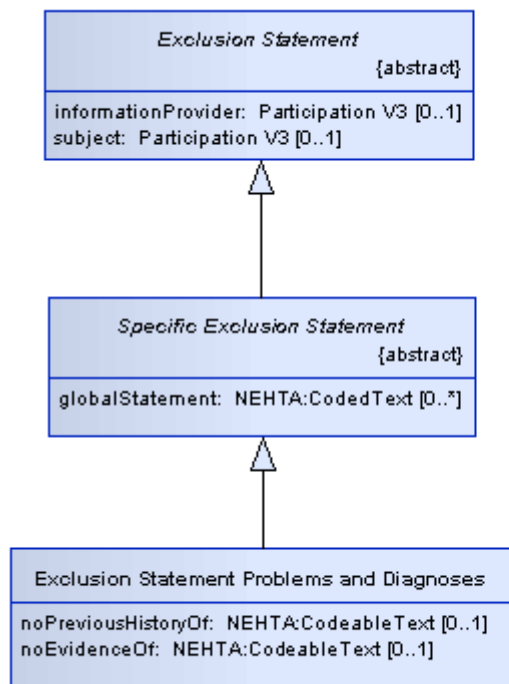 Exclusion Statement
{abstract}
informationProvider: Participation V3 [0..1]
subject: Participation V3 [0..1]
Specific Exclusion Statement
{abstract}
globalStatement: NEHTA:CodedText [0..*]
Exclusion Statement Problems and Diagnoses
noPreviousHistoryOf: NEHTA:CodeableText [0..1]
noEvidenceOf: NEHTA:CodeableText [0..1]